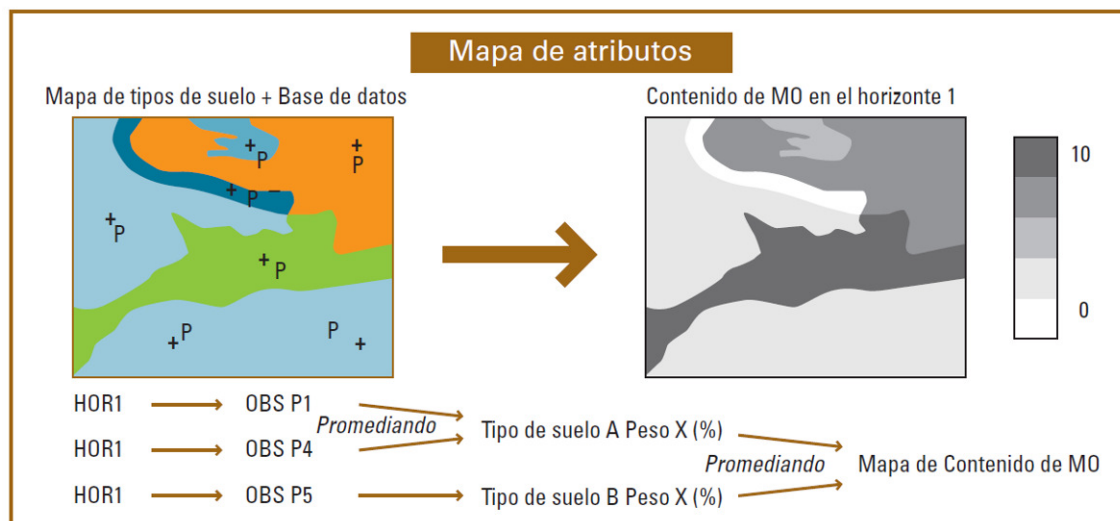 Mapa de atributos
Mapa de tipos de suelo + Base de datos
Contenido de MO en el horizonte 1
+P
+P
+P –
+P
+P
+P
P+
10
0
HOR1 OBS P1
Promediando
HOR1 OBS P4
Tipo de suelo A Peso X (%)
Promediando
Mapa de Contenido de MO
HOR1 OBS P5
Tipo de suelo B Peso X (%)